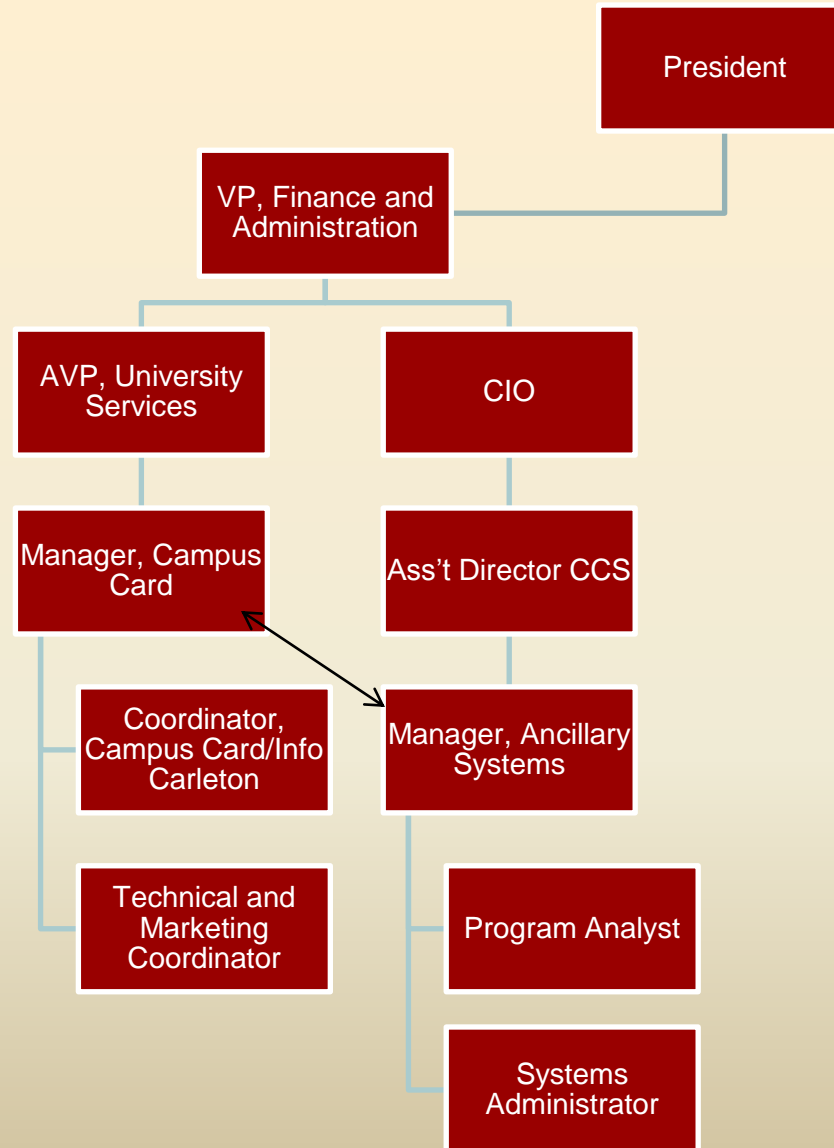 President
VP, Finance and
Administration
AVP, University
Services
CIO
Manager, Campus
Card
Ass’t Director CCS
Coordinator,
Campus Card/Info
Carleton
Manager, Ancillary
Systems
Technical and
Marketing
Coordinator
Program Analyst
Systems
Administrator